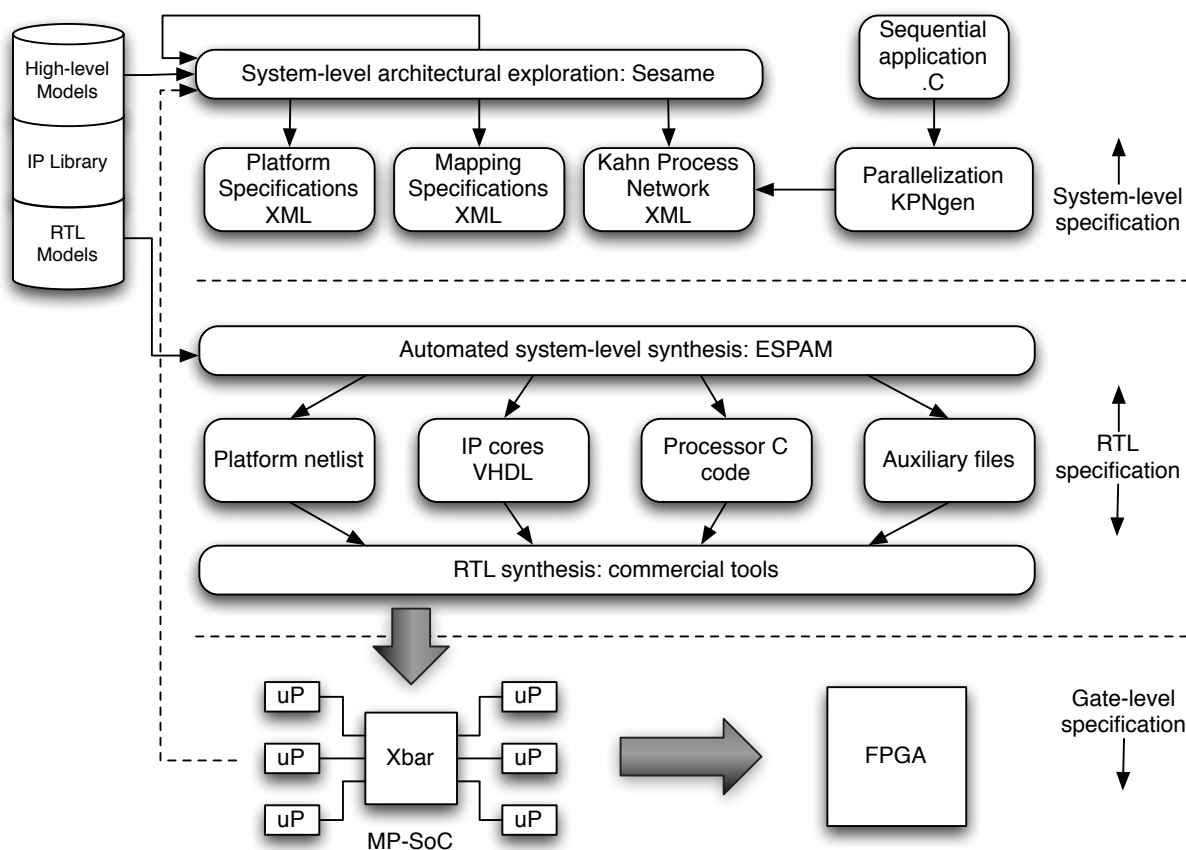 High-level
Models
IP Library
RTL
Models
System-level architectural exploration: Sesame
Sequential
application
.C
Platform
Specifications
XML
Mapping
Specifications
XML
Kahn Process
Network
XML
Parallelization
KPNgen
System-level
specification
Automated system-level synthesis: ESPAM
Platform netlist
IP cores
VHDL
Processor C
code
Auxiliary files
RTL
specification
RTL synthesis: commercial tools
uP
uP
uP
Xbar
uP
uP
uP
MP-SoC
FPGA
Gate-level
specification